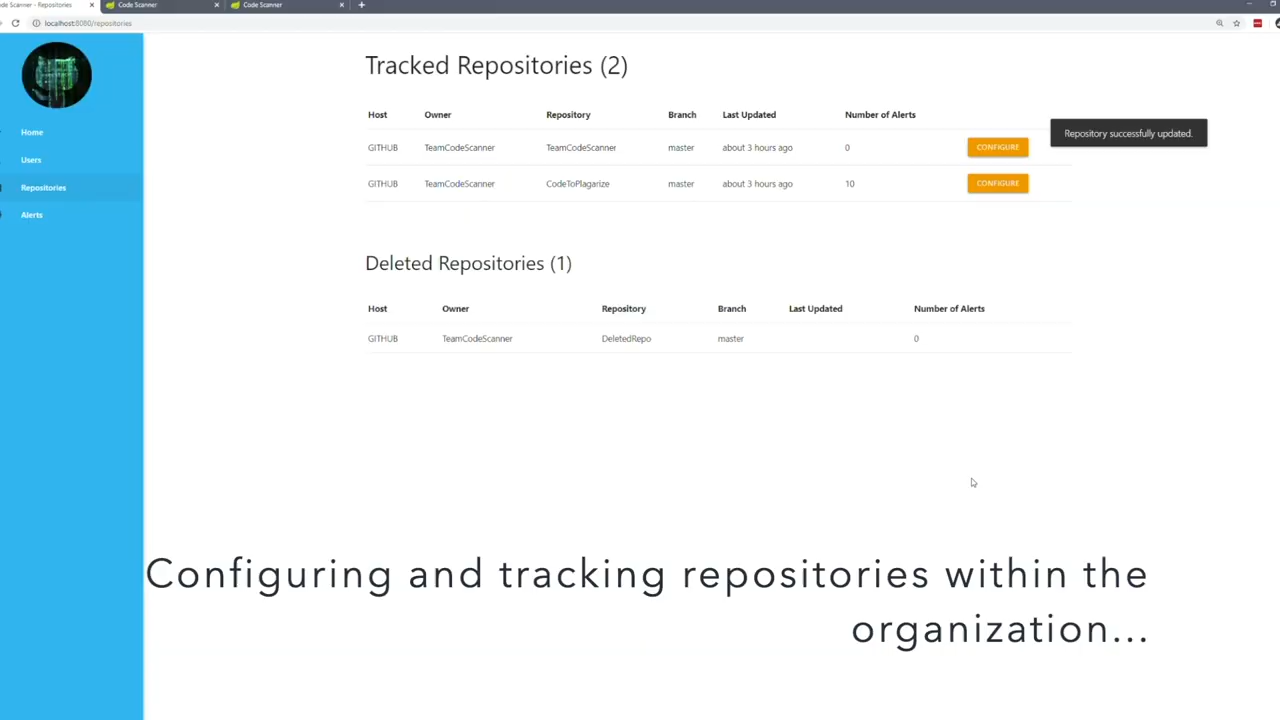 de Scanner - Repositories
Code Scanner
Code Scanner
localhost:8080/repositories
Home
Users
Repositories
Alerts
Tracked Repositories (2)
Host Owner Repository Branch Last Updated Number of Alerts
GITHUB TeamCodeScanner TeamCodeScanner master about 3 hours ago 0 CONFIGURE
GITHUB TeamCodeScanner CodeToPlagarize master about 3 hours ago 10 CONFIGURE
Repository successfully updated.
Deleted Repositories (1)
Host Owner Repository Branch Last Updated Number of Alerts
GITHUB TeamCodeScanner DeletedRepo master 0
Configuring and tracking repositories within the
organization...